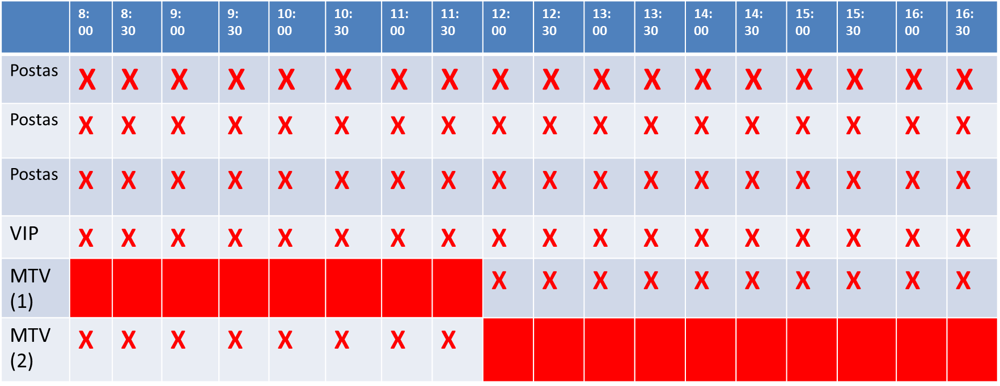 8:00 8:30 9:00 9:30 10:00 10:30 11:00 11:30 12:00 12:30 13:00 13:30 14:00 14:30 15:00 15:30 16:00 16:30
Postas X X X X X X X X X X X X X X X X X X
Postas X X X X X X X X X X X X X X X X X X
Postas X X X X X X X X X X X X X X X X X X
VIP X X X X X X X X X X X X X X X X X X
MTV (1) X X X X X X X X X X
MTV (2) X X X X X X X X